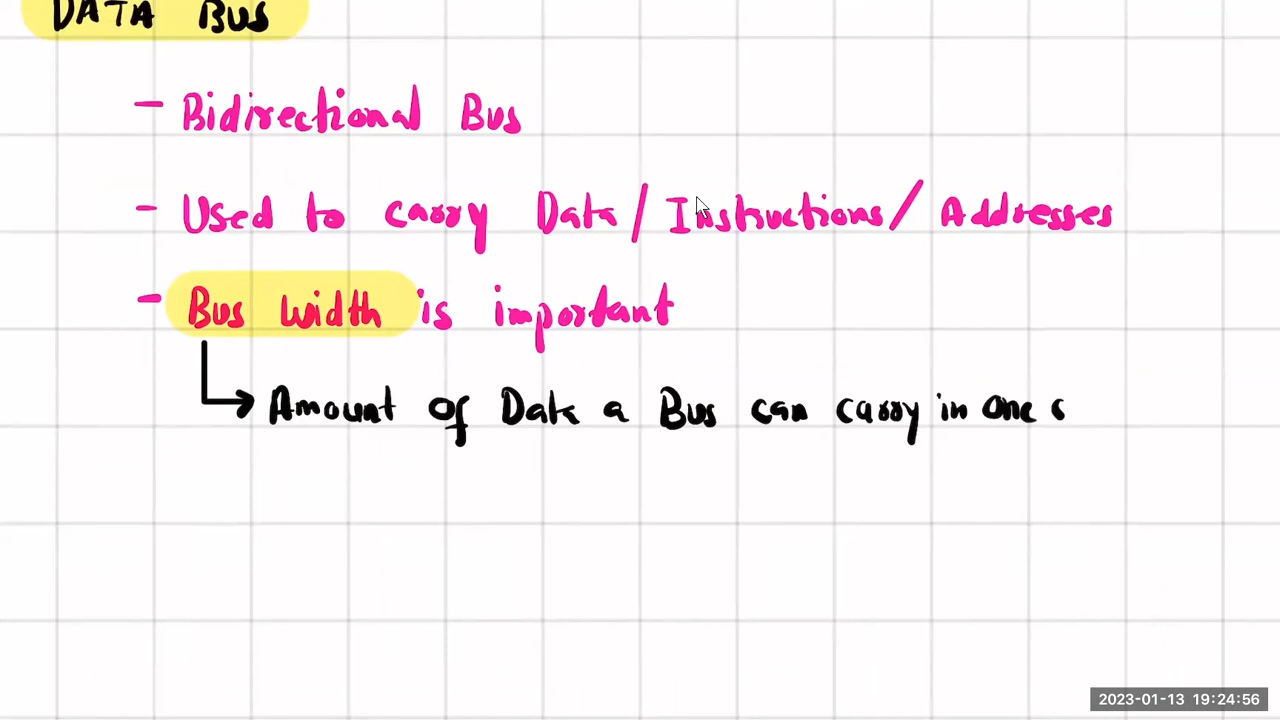 DATA BUS
- Bidirectional Bus
- Used to carry Data/Instructions/Addresses
- Bus width is important
Amount of Data a Bus can carry in one c
2023-01-13 19:24:56